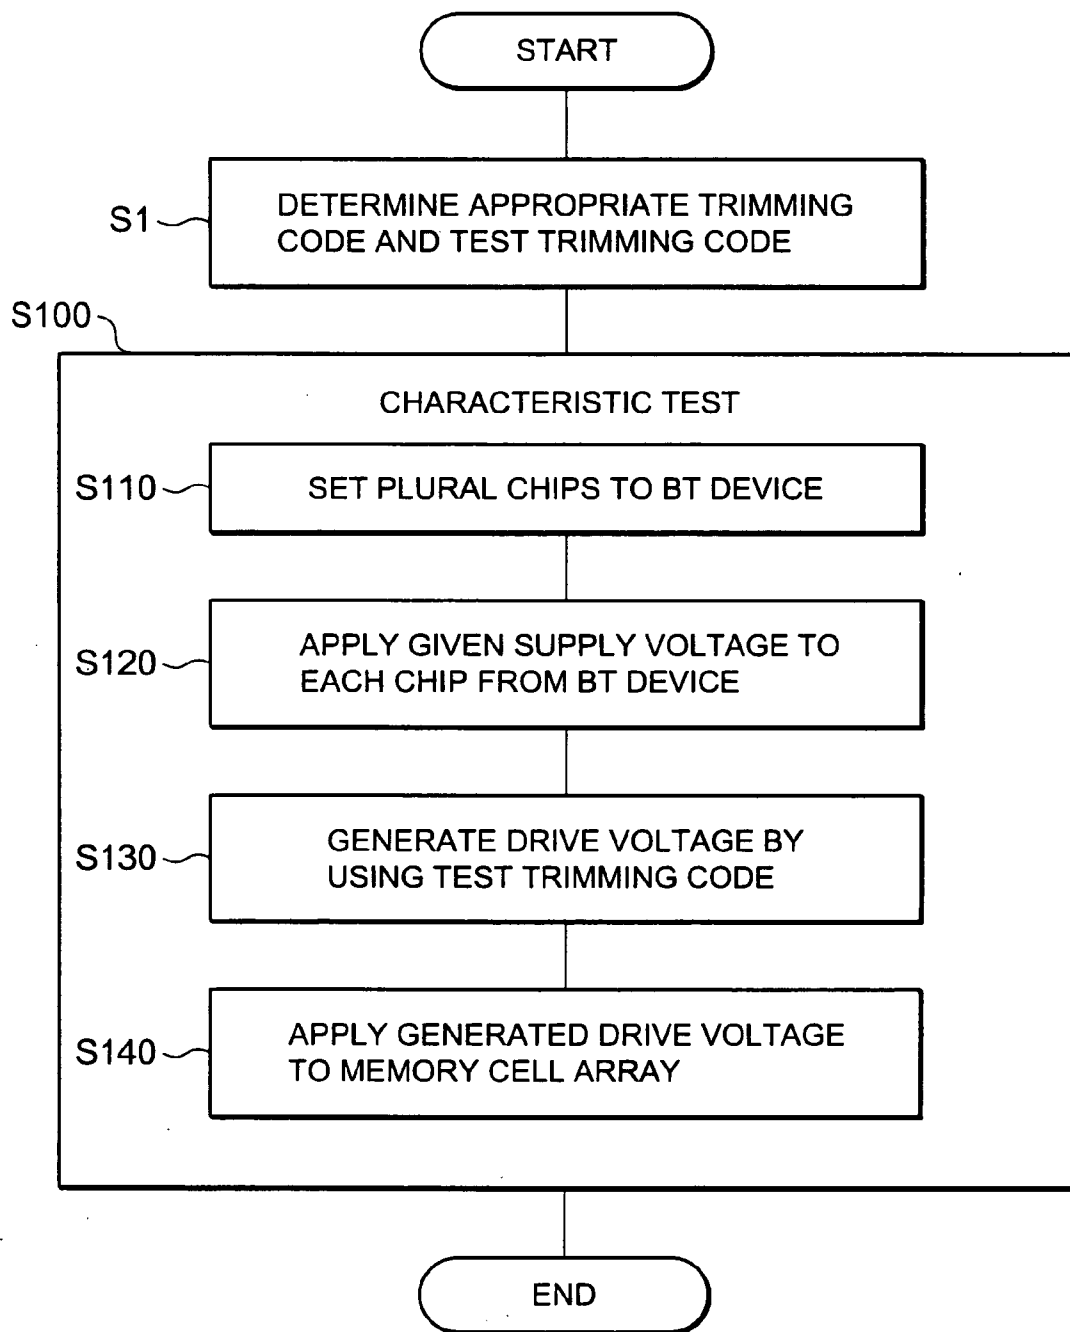 START
S1
DETERMINE APPROPRIATE TRIMMING
CODE AND TEST TRIMMING CODE
S100
CHARACTERISTIC TEST
S110
SET PLURAL CHIPS TO BT DEVICE
S120
APPLY GIVEN SUPPLY VOLTAGE TO
EACH CHIP FROM BT DEVICE
S130
GENERATE DRIVE VOLTAGE BY
USING TEST TRIMMING CODE
S140
APPLY GENERATED DRIVE VOLTAGE
TO MEMORY CELL ARRAY
END